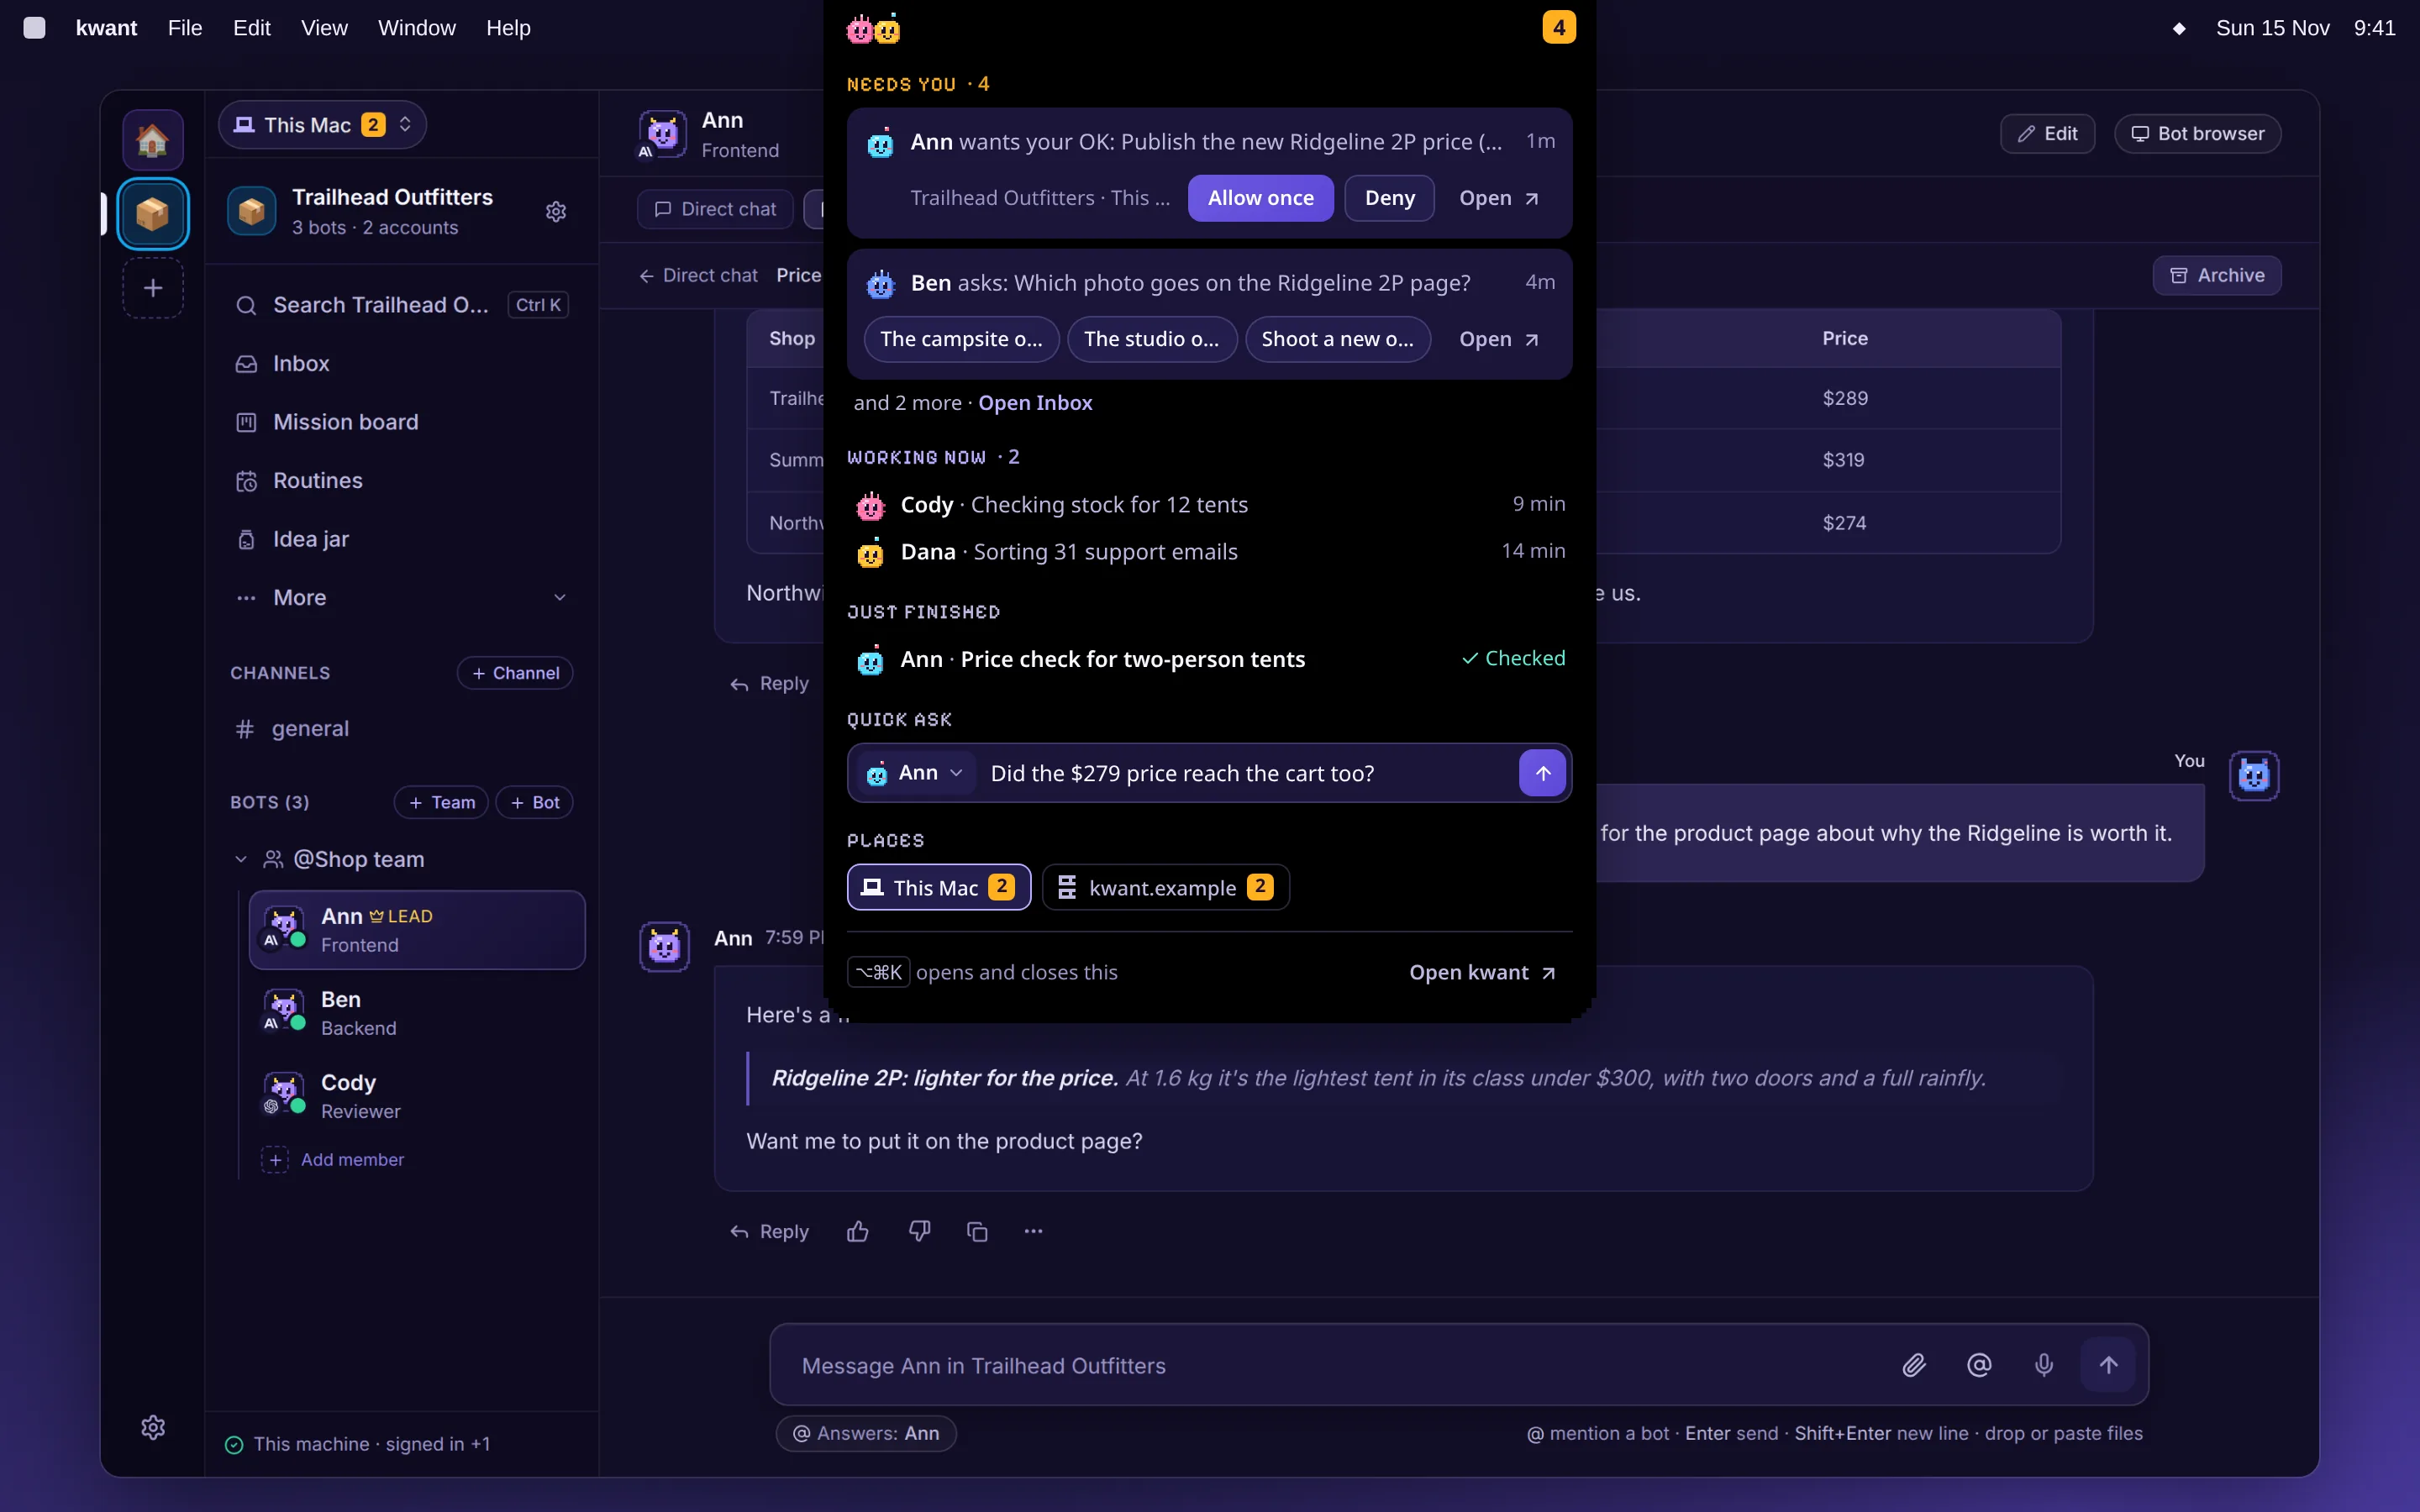 kwant File Edit View Window Help
Sun 15 Nov 9:41
4
NEEDS YOU · 4
Ann wants your OK: Publish the new Ridgeline 2P price (... 1m
Trailhead Outfitters · This ... Allow once Deny Open
Ben asks: Which photo goes on the Ridgeline 2P page? 4m
The campsite o... The studio o... Shoot a new o... Open
and 2 more · Open Inbox
WORKING NOW · 2
Cody · Checking stock for 12 tents 9 min
Dana · Sorting 31 support emails 14 min
JUST FINISHED
Ann · Price check for two-person tents Checked
QUICK ASK
Ann Did the $279 price reach the cart too?
PLACES
This Mac 2 kwant.example 2
⌥⌘K opens and closes this Open kwant
This Mac 2
Trailhead Outfitters
3 bots · 2 accounts
Search Trailhead O... Ctrl K
Inbox
Mission board
Routines
Idea jar
More
CHANNELS + Channel
general
BOTS (3) + Team + Bot
@Shop team
Ann LEAD
Frontend
Ben
Backend
Cody
Reviewer
Add member
This machine · signed in +1
Ann
Frontend
Edit Bot browser
Direct chat
Direct chat Price
Archive
Shop Price
Trailhe $289
Summ $319
Northw $274
Northwi e us.
Reply
You
for the product page about why the Ridgeline is worth it.
Ann 7:59 P
Here's a
Ridgeline 2P: lighter for the price. At 1.6 kg it's the lightest tent in its class under $300, with two doors and a full rainfly.
Want me to put it on the product page?
Reply
Message Ann in Trailhead Outfitters
@ Answers: Ann
@ mention a bot · Enter send · Shift+Enter new line · drop or paste files